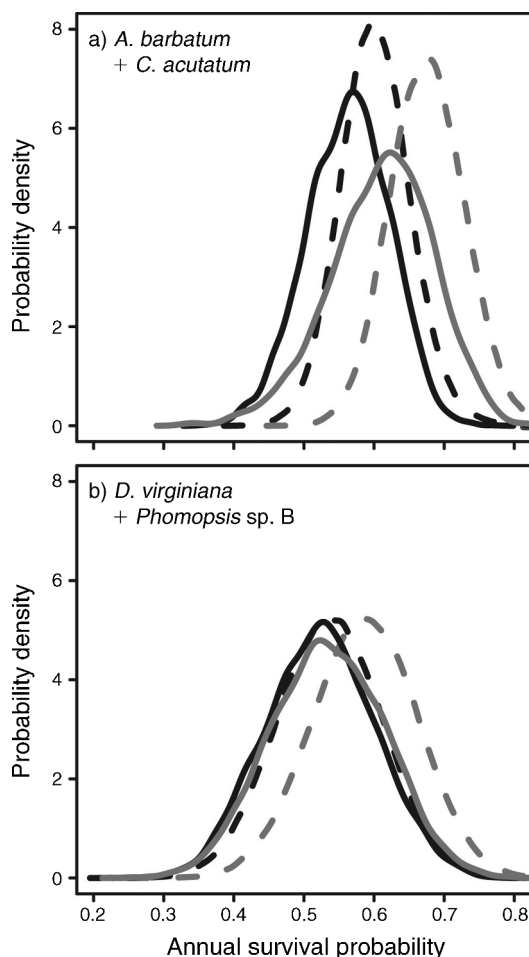 a) A. barbatum
+ C. acutatum
Probability density
8
6
4
2
0
b) D. virginiana
+ Phomopsis sp. B
Probability density
8
6
4
2
0
0.2 0.3 0.4 0.5 0.6 0.7 0.8
Annual survival probability